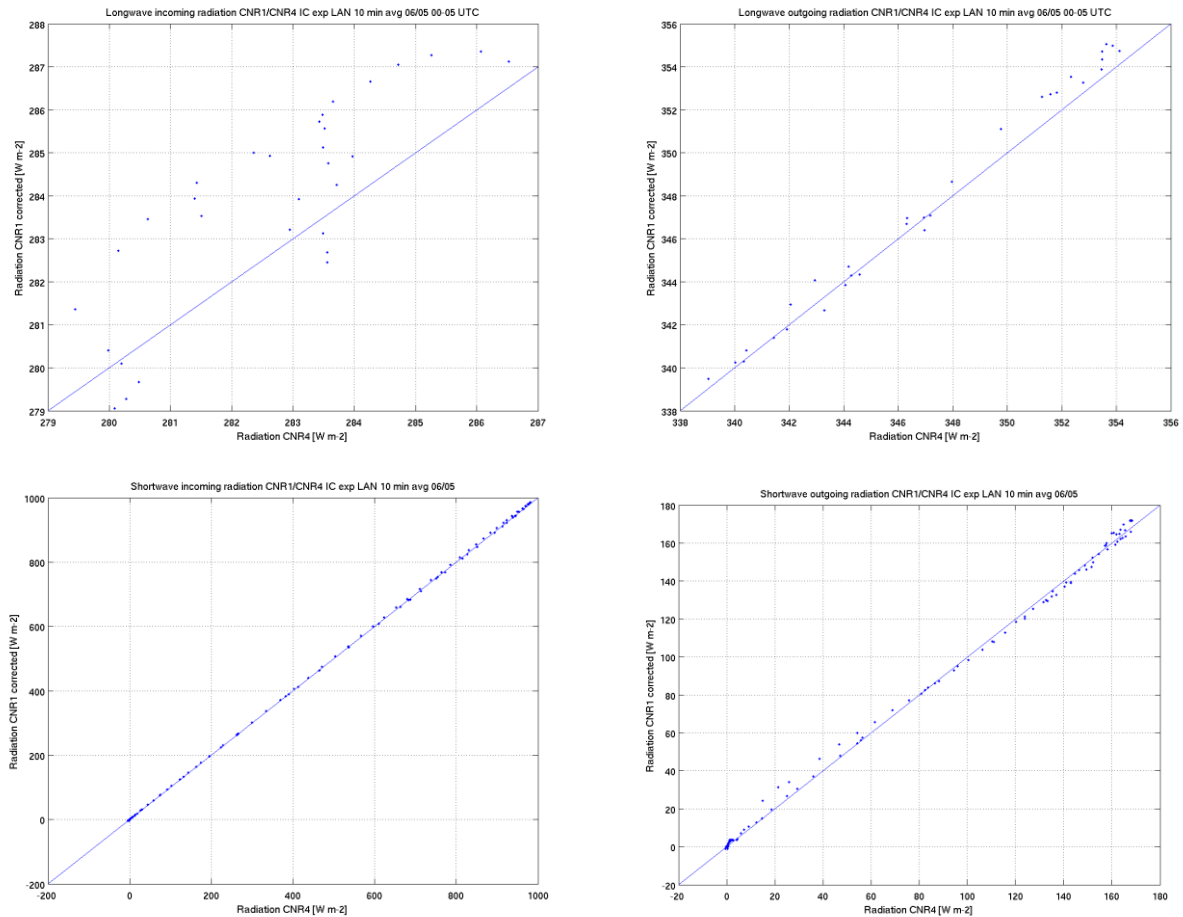 Longwave incoming radiation CNR1/CNR4 IC exp LAN 10 min avg 06/05 00-05 UTC
288
287
286
285
284
283
282
281
280
279
Radiation CNR1 corrected [W m-2]
279 280 281 282 283 284 285 286 287
Radiation CNR4 [W m-2]
Longwave outgoing radiation CNR1/CNR4 IC exp LAN 10 min avg 06/05 00-05 UTC
356
354
352
350
348
346
344
342
340
338
Radiation CNR1 corrected [W m-2]
338 340 342 344 346 348 350 352 354 356
Radiation CNR4 [W m-2]
Shortwave incoming radiation CNR1/CNR4 IC exp LAN 10 min avg 06/05
1000
800
600
400
200
0
-200
Radiation CNR1 corrected [W m-2]
-200 0 200 400 600 800 1000
Radiation CNR4 [W m-2]
Shortwave outgoing radiation CNR1/CNR4 IC exp LAN 10 min avg 06/05
180
160
140
120
100
80
60
40
20
0
-20
Radiation CNR1 corrected [W m-2]
-20 0 20 40 60 80 100 120 140 160 180
Radiation CNR4 [W m-2]